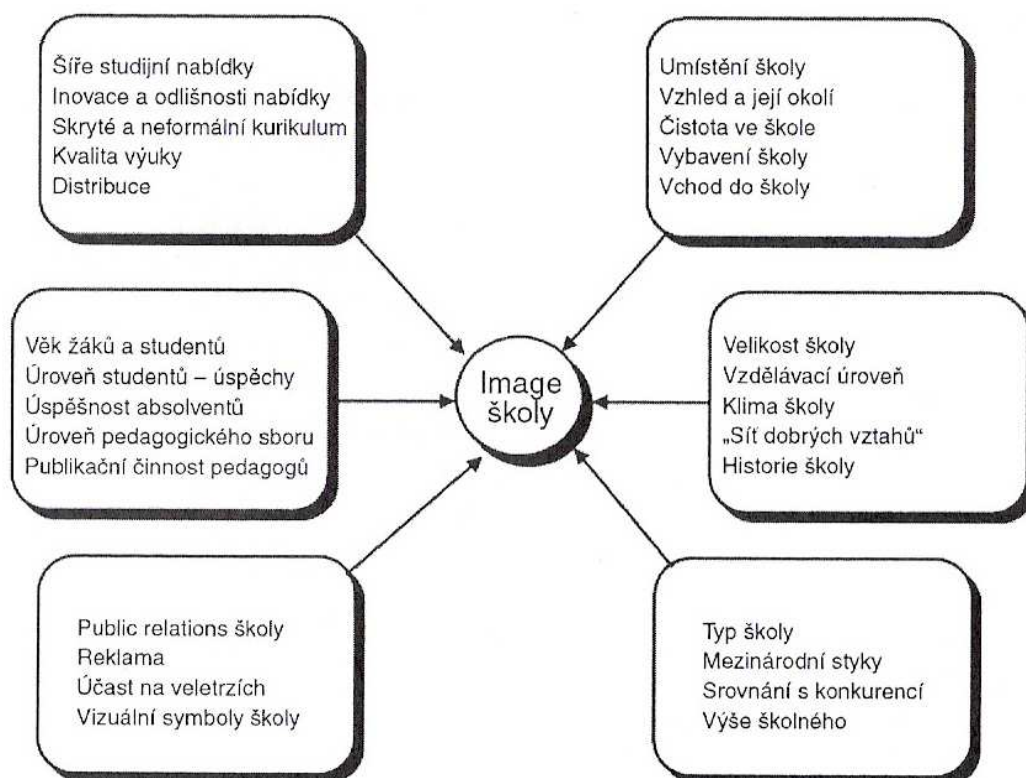 Šíře studijní nabídky
Inovace a odlišnosti nabídky
Skryté a neformální kurikulum
Kvalita výuky
Distribuce
Umístění školy
Vzhled a její okolí
Čistota ve škole
Vybavení školy
Vchod do školy
Věk žáků a studentů
Úroveň studentů – úspěchy
Úspěšnost absolventů
Úroveň pedagogického sboru
Publikační činnost pedagogů
Image
školy
Velikost školy
Vzdělávací úroveň
Klima školy
„Síť dobrých vztahů“
Historie školy
Public relations školy
Reklama
Účast na veletrzích
Vizuální symboly školy
Typ školy
Mezinárodní styky
Srovnání s konkurencí
Výše školného